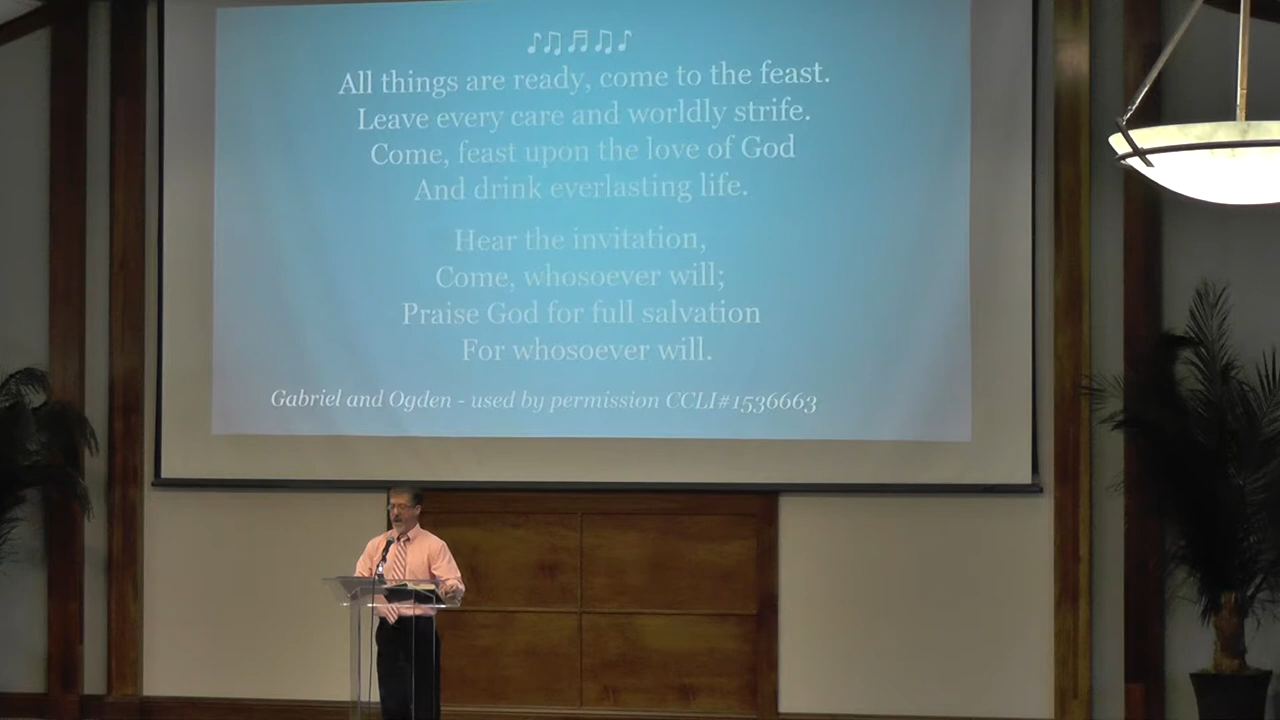 All things are ready, come to the feast.
Leave every care and worldly strife.
Come, feast upon the love of God
And drink everlasting life.
Hear the invitation,
Come, whosoever will;
Praise God for full salvation
For whosoever will.
Gabriel and Ogden - used by permission CCLI#1536663